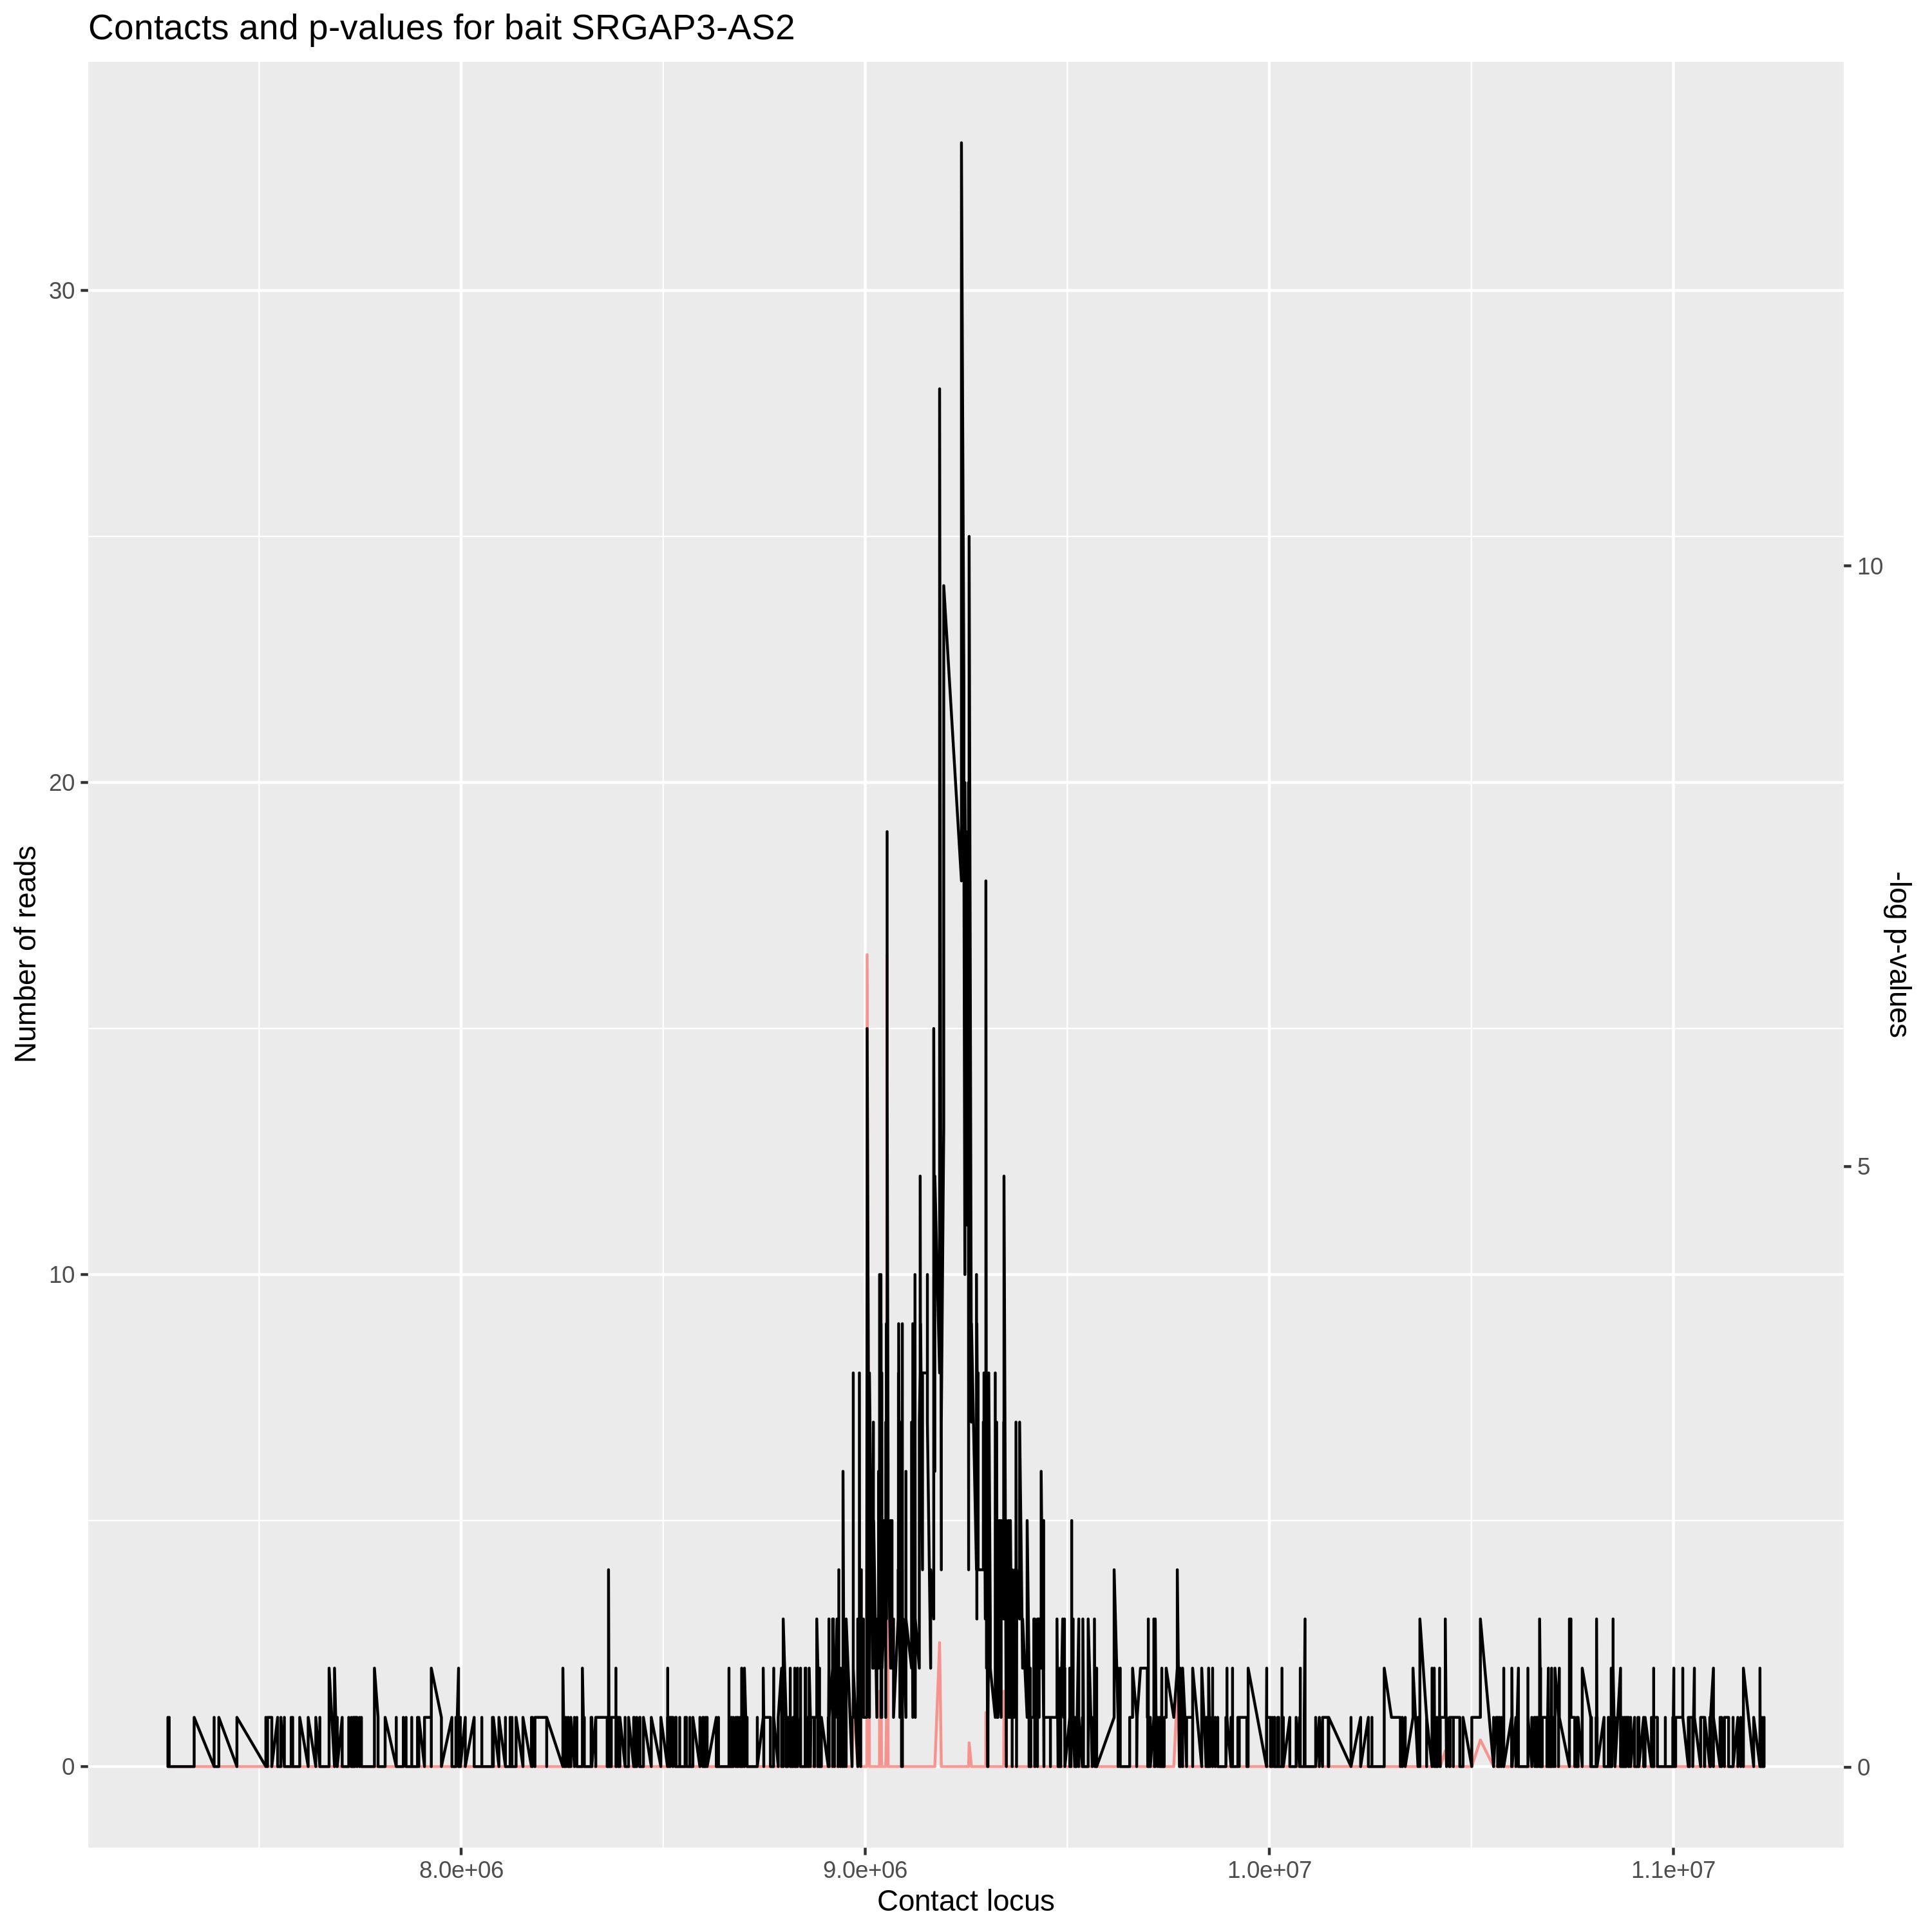 Contacts and p-values for bait SRGAP3-AS2
30
20
10
0
Number of reads
10
5
0
-log p-values
8.0e+06
9.0e+06
1.0e+07
1.1e+07
Contact locus